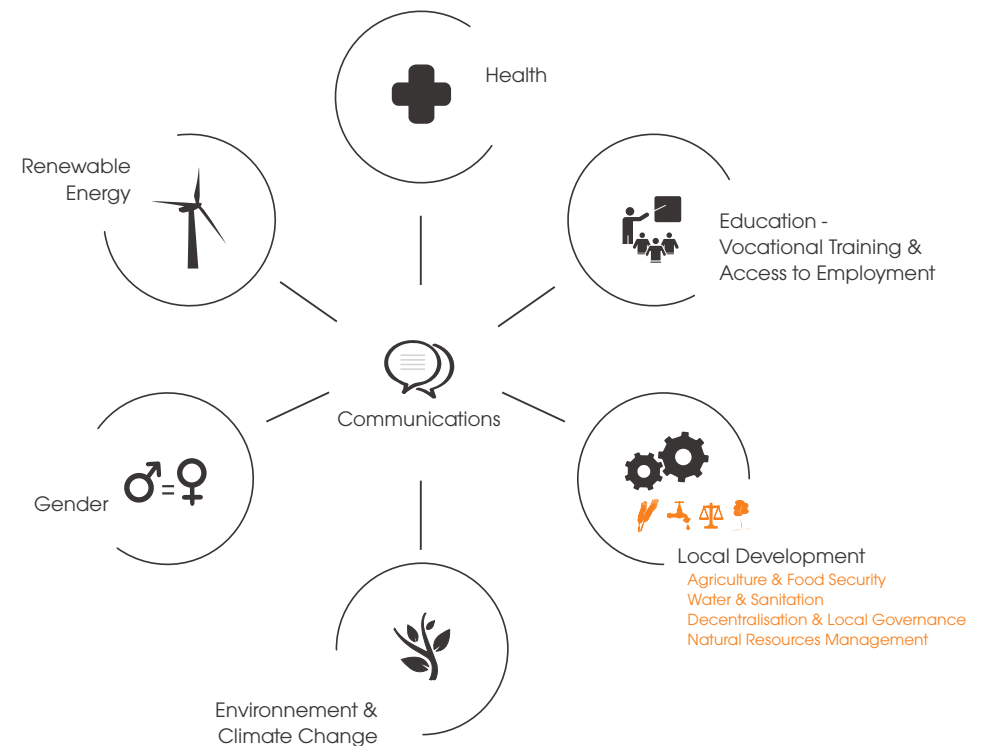 Health
Renewable
Energy
Education -
Vocational Training &
Access to Employment
Communications
Gender
Local Development
Agriculture & Food Security
Water & Sanitation
Decentralisation & Local Governance
Natural Resources Management
Environnement &
Climate Change